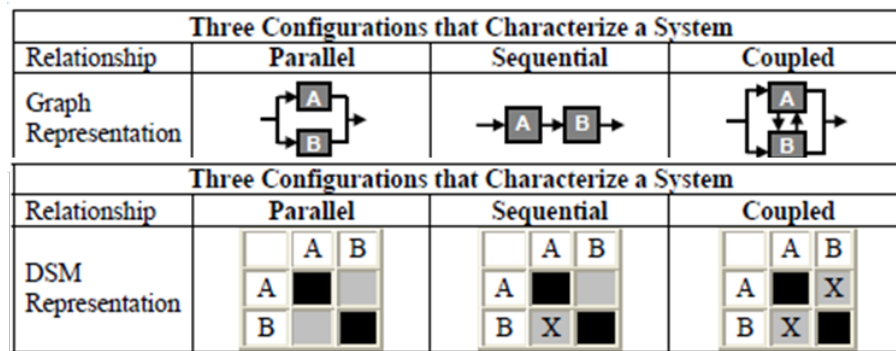 Three Configurations that Characterize a System
Relationship Parallel Sequential Coupled
Graph
Representation
A
B
A B
A
B
Three Configurations that Characterize a System
Relationship Parallel Sequential Coupled
DSM
Representation
A B
A
B
A B
A
B X
A B
A X
B X